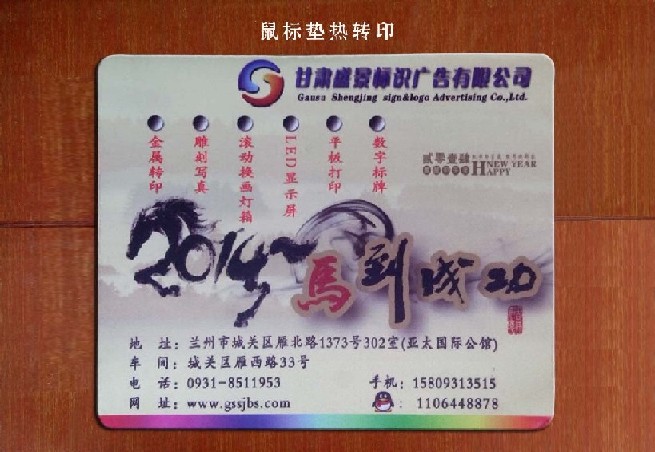 鼠标垫热转印
甘肃盛景标识广告有限公司
Gausu Shengjing sign&logo Advertising Co.,Ltd.
金属转印
雕刻写真
滚动换画灯箱
LED显示屏
平板打印
数字标牌
贰零壹肆
NEW YEAR
HAPPY
2014
馬到成功
地 址：兰州市城关区雁北路1373号302室(亚太国际公馆)
车 间：城关区雁西路33号
电 话：0931-8511953 手机：15809313515
网 址：www.gssjbs.com ：1106448878